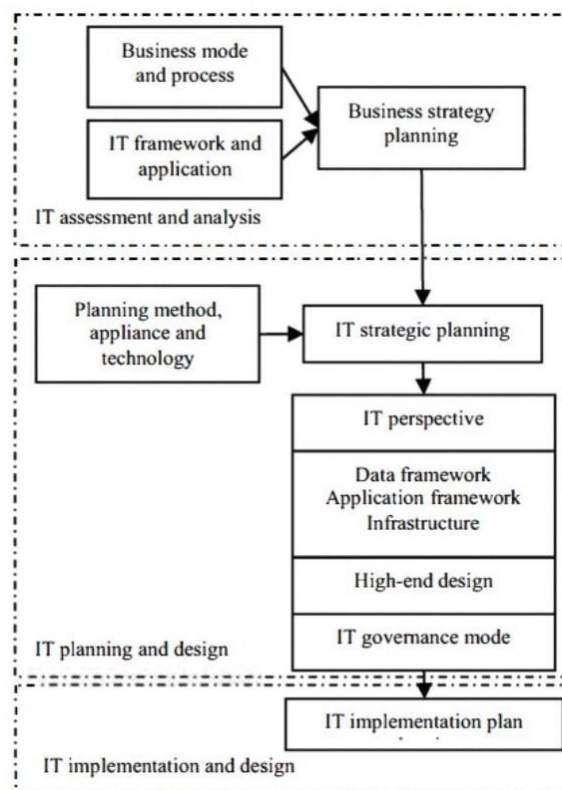 Business mode
and process
Business strategy
planning
IT framework and
application
IT assessment and analysis
Planning method,
appliance and
technology
IT strategic planning
IT perspective
Data framework
Application framework
Infrastructure
High-end design
IT governance mode
IT planning and design
IT implementation plan
IT implementation and design